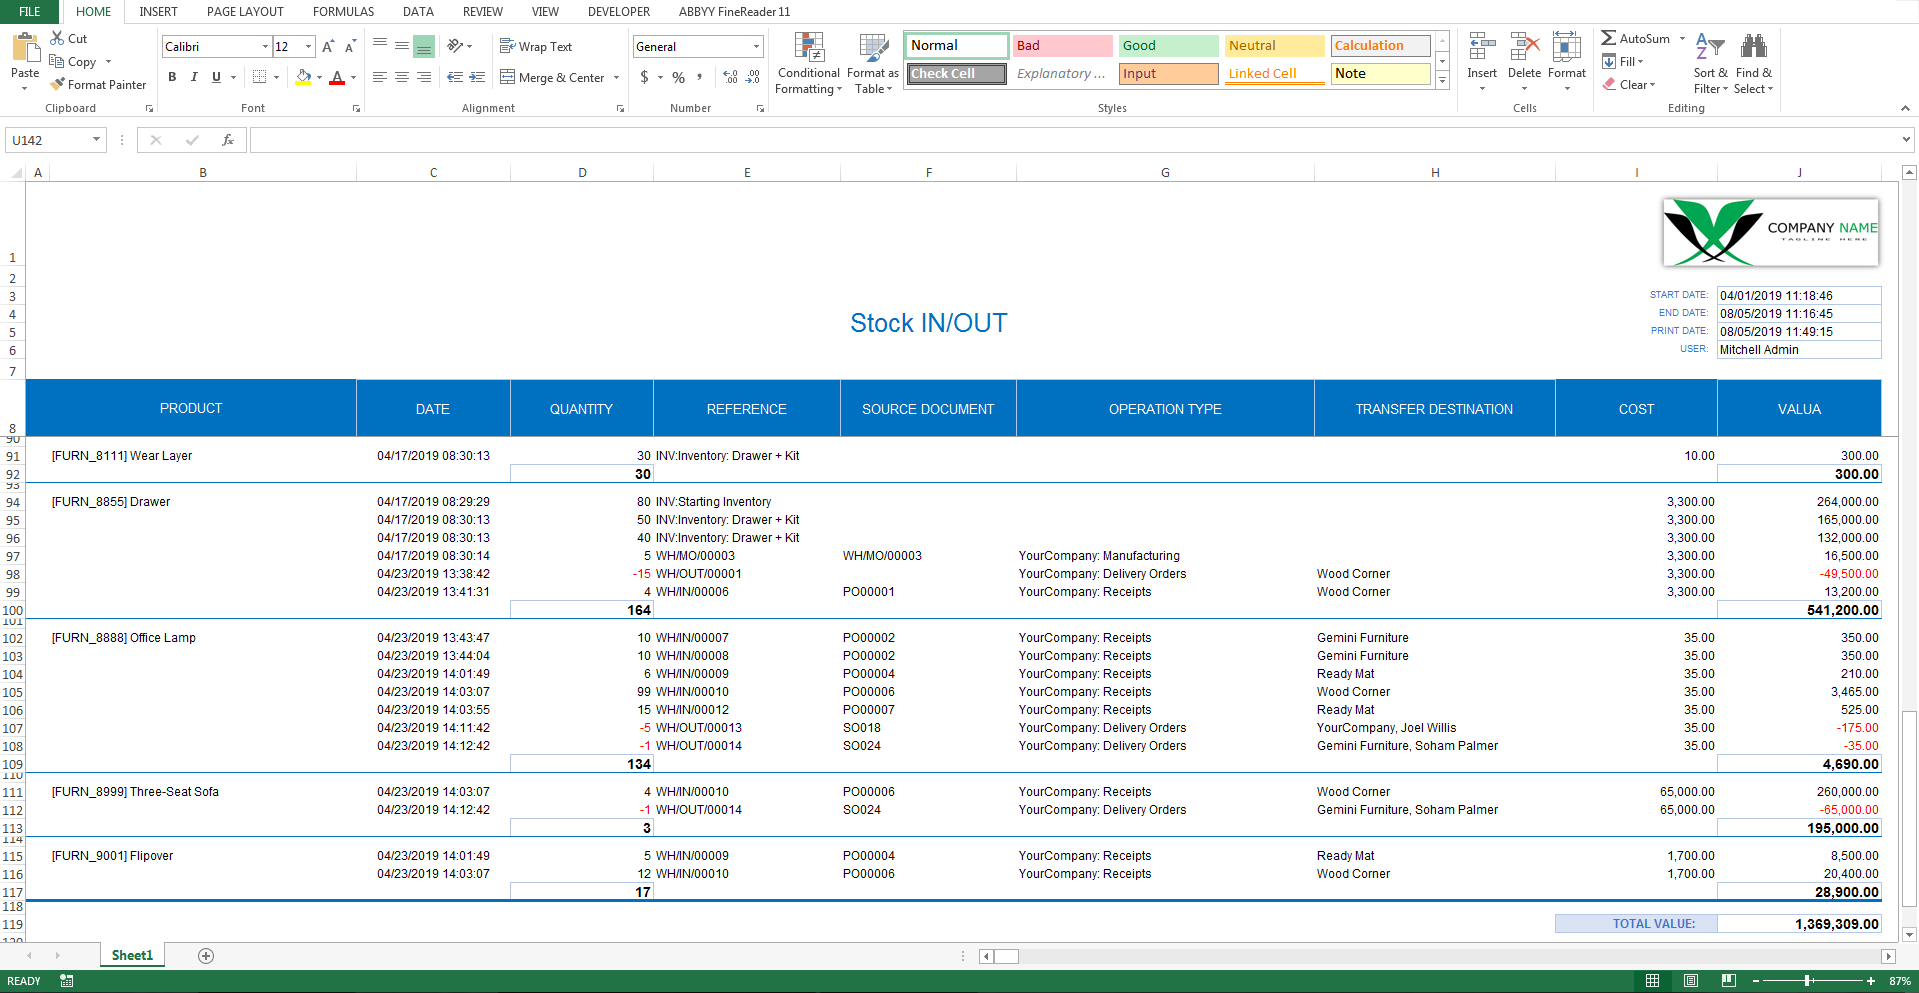 FILE HOME INSERT PAGE LAYOUT FORMULAS DATA REVIEW VIEW DEVELOPER ABBYY FineReader 11
Paste
Cut
Copy
Format Painter
Clipboard
Calibri 12
B I U
Font
Wrap Text
Merge & Center
Alignment
General
$ % ,
Number
Conditional Formatting
Format as Table
Normal Bad Good Neutral Calculation
Check Cell Explanatory ... Input Linked Cell Note
Styles
Insert Delete Format
Cells
AutoSum
Fill
Clear
Sort & Filter
Find & Select
Editing
U142 fx
A B C D E F G H I J
COMPANY NAME
TAGLINE HERE
1
2
3 START DATE: 04/01/2019 11:18:46
4 Stock IN/OUT END DATE: 08/05/2019 11:16:45
5 PRINT DATE: 08/05/2019 11:49:15
6 USER: Mitchell Admin
7
8 PRODUCT DATE QUANTITY REFERENCE SOURCE DOCUMENT OPERATION TYPE TRANSFER DESTINATION COST VALUA
90
91 [FURN_8111] Wear Layer 04/17/2019 08:30:13 30 INV:Inventory: Drawer + Kit 10.00 300.00
92 30 300.00
93
94 [FURN_8855] Drawer 04/17/2019 08:29:29 80 INV:Starting Inventory 3,300.00 264,000.00
95 04/17/2019 08:30:13 50 INV:Inventory: Drawer + Kit 3,300.00 165,000.00
96 04/17/2019 08:30:13 40 INV:Inventory: Drawer + Kit 3,300.00 132,000.00
97 04/17/2019 08:30:14 5 WH/MO/00003 WH/MO/00003 YourCompany: Manufacturing 3,300.00 16,500.00
98 04/23/2019 13:38:42 -15 WH/OUT/00001 YourCompany: Delivery Orders Wood Corner 3,300.00 -49,500.00
99 04/23/2019 13:41:31 4 WH/IN/00006 PO00001 YourCompany: Receipts Wood Corner 3,300.00 13,200.00
100 164 541,200.00
101
102 [FURN_8888] Office Lamp 04/23/2019 13:43:47 10 WH/IN/00007 PO00002 YourCompany: Receipts Gemini Furniture 35.00 350.00
103 04/23/2019 13:44:04 10 WH/IN/00008 PO00002 YourCompany: Receipts Gemini Furniture 35.00 350.00
104 04/23/2019 14:01:49 6 WH/IN/00009 PO00004 YourCompany: Receipts Ready Mat 35.00 210.00
105 04/23/2019 14:03:07 99 WH/IN/00010 PO00006 YourCompany: Receipts Wood Corner 35.00 3,465.00
106 04/23/2019 14:03:55 15 WH/IN/00012 PO00007 YourCompany: Receipts Ready Mat 35.00 525.00
107 04/23/2019 14:11:42 -5 WH/OUT/00013 SO018 YourCompany: Delivery Orders YourCompany, Joel Willis 35.00 -175.00
108 04/23/2019 14:12:42 -1 WH/OUT/00014 SO024 YourCompany: Delivery Orders Gemini Furniture, Soham Palmer 35.00 -35.00
109 134 4,690.00
110
111 [FURN_8999] Three-Seat Sofa 04/23/2019 14:03:07 4 WH/IN/00010 PO00006 YourCompany: Receipts Wood Corner 65,000.00 260,000.00
112 04/23/2019 14:12:42 -1 WH/OUT/00014 SO024 YourCompany: Delivery Orders Gemini Furniture, Soham Palmer 65,000.00 -65,000.00
113 3 195,000.00
114
115 [FURN_9001] Flipover 04/23/2019 14:01:49 5 WH/IN/00009 PO00004 YourCompany: Receipts Ready Mat 1,700.00 8,500.00
116 04/23/2019 14:03:07 12 WH/IN/00010 PO00006 YourCompany: Receipts Wood Corner 1,700.00 20,400.00
117 17 28,900.00
118
119 TOTAL VALUE: 1,369,309.00
120
Sheet1
READY 87%